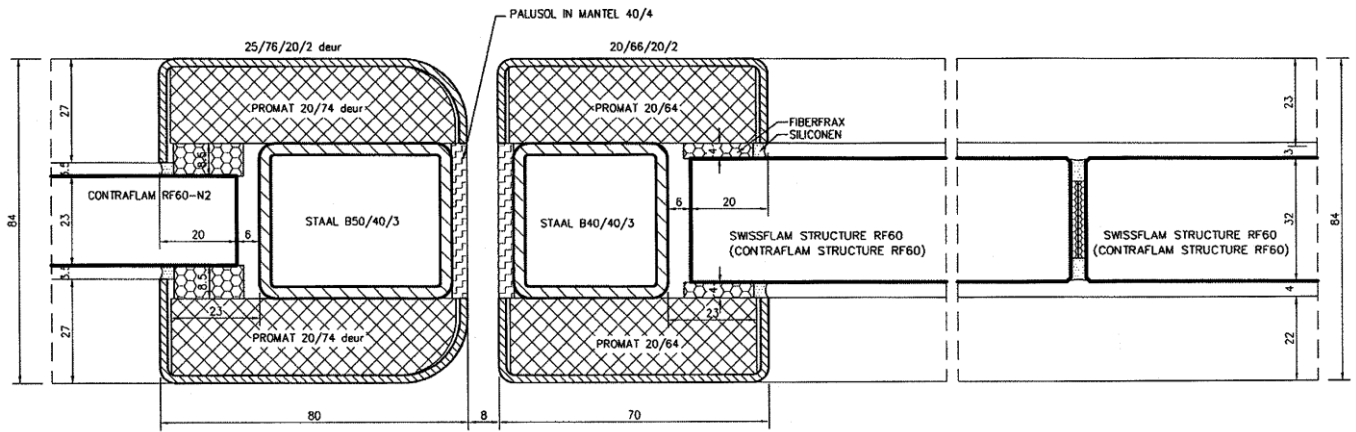 PALUSOL IN MANTEL 40/4
25/76/20/2 deur
20/66/20/2
27
PROMAT 20/74 deur
PROMAT 20/64
FIBERFRAX
SILICONEN
23
3.5
8.5
4
3
CONTRAFLAM RF60-N2
STAAL B50/40/3
STAAL B40/40/3
84
23
20
6
6
20
32
84
SWISSFLAM STRUCTURE RF60
(CONTRAFLAM STRUCTURE RF60)
SWISSFLAM STRUCTURE RF60
(CONTRAFLAM STRUCTURE RF60)
3.5
8.5
4
4
23
23
27
PROMAT 20/74 deur
PROMAT 20/64
22
80
8
70